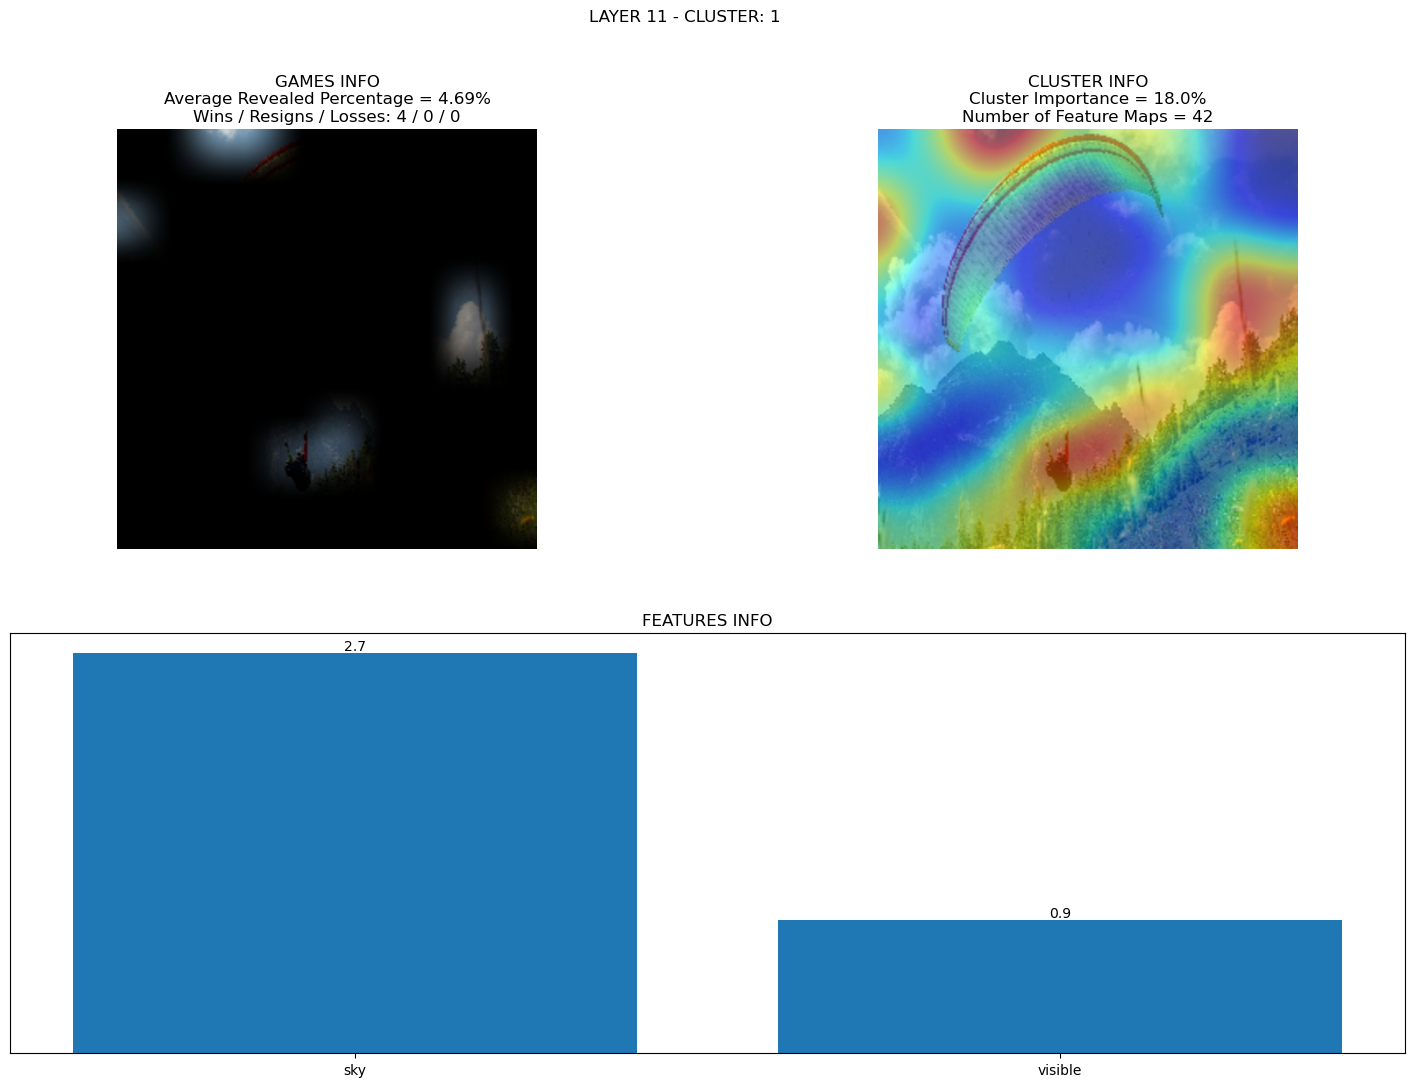 LAYER 11 - CLUSTER: 1
GAMES INFO
Average Revealed Percentage = 4.69%
Wins / Resigns / Losses: 4 / 0 / 0
CLUSTER INFO
Cluster Importance = 18.0%
Number of Feature Maps = 42
FEATURES INFO
2.7
0.9
sky
visible